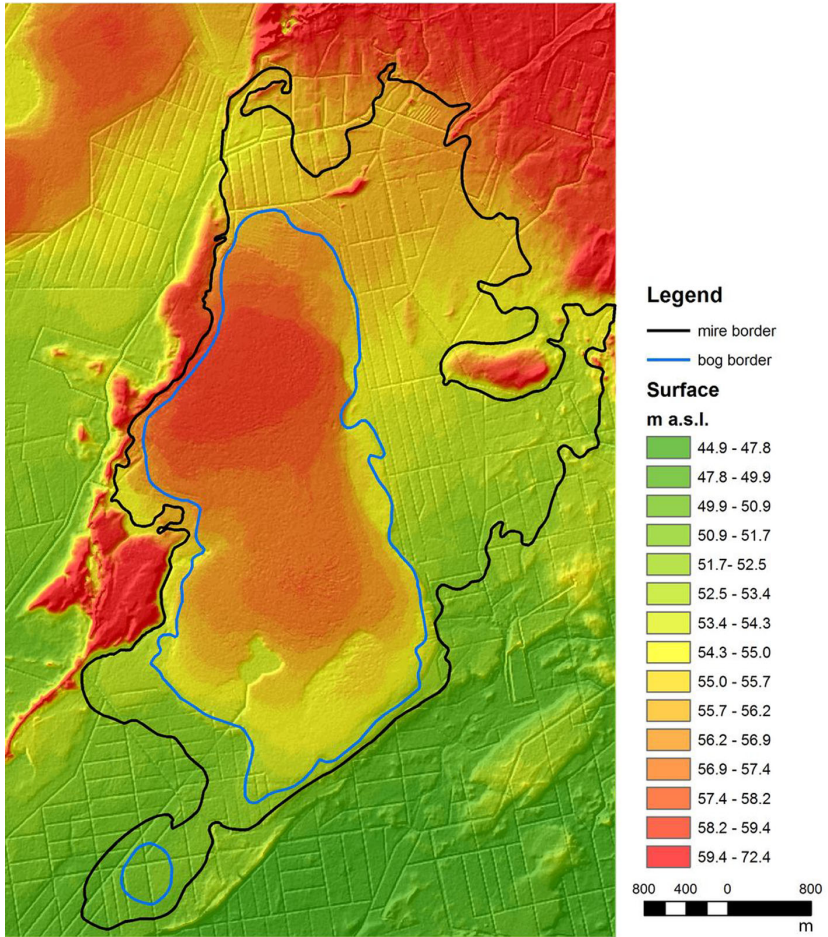 Legend
mire border
bog border
Surface
m a.s.l.
44.9 - 47.8
47.8 - 49.9
49.9 - 50.9
50.9 - 51.7
51.7- 52.5
52.5 - 53.4
53.4 - 54.3
54.3 - 55.0
55.0 - 55.7
55.7 - 56.2
56.2 - 56.9
56.9 - 57.4
57.4 - 58.2
58.2 - 59.4
59.4 - 72.4
800 400 0 800
m